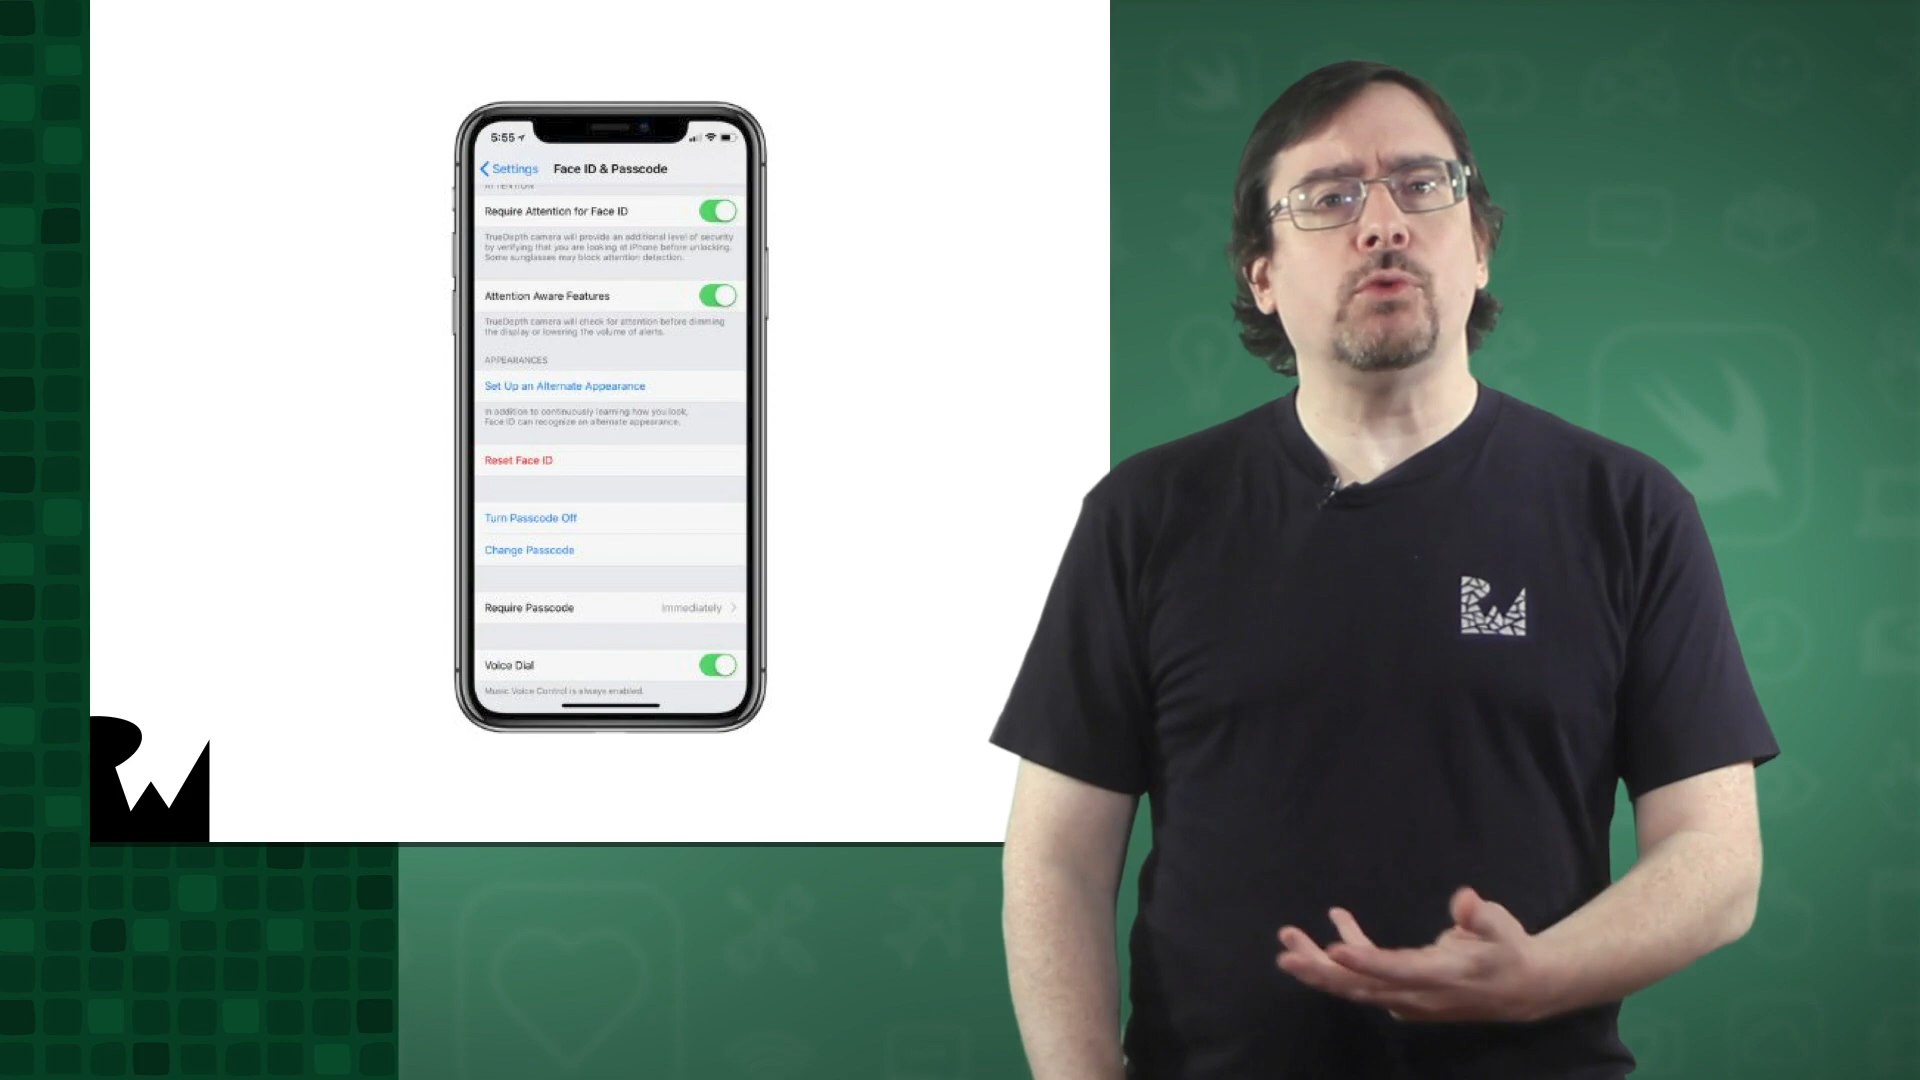 5:55
Settings
Face ID & Passcode
ATTENTION
Require Attention for Face ID
TrueDepth camera will provide an additional level of security
by verifying that you are looking at iPhone before unlocking.
Some sunglasses may block attention detection.
Attention Aware Features
TrueDepth camera will check for attention before dimming
the display or lowering the volume of alerts.
APPEARANCES
Set Up an Alternate Appearance
In addition to continuously learning how you look,
Face ID can recognize an alternate appearance.
Reset Face ID
Turn Passcode Off
Change Passcode
Require Passcode
Immediately
Voice Dial
Music Voice Control is always enabled.
RW
RW